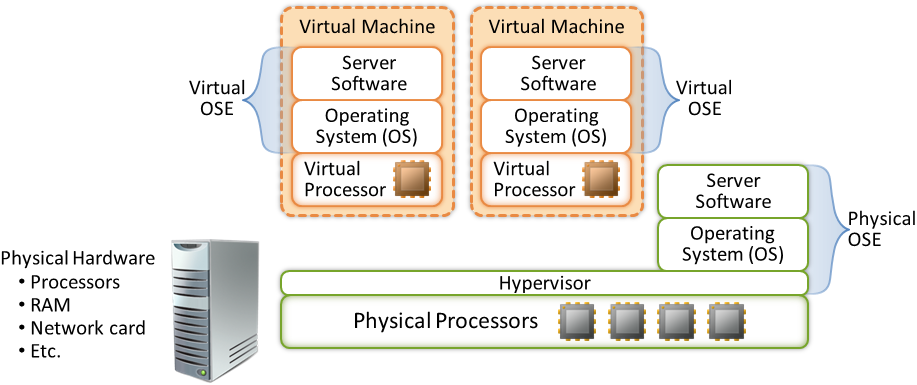 Virtual Machine
Server
Software
Operating
System (OS)
Virtual
Processor
Virtual
OSE
Virtual Machine
Server
Software
Operating
System (OS)
Virtual
Processor
Virtual
OSE
Server
Software
Operating
System (OS)
Physical
OSE
Hypervisor
Physical Processors
Physical Hardware
• Processors
• RAM
• Network card
• Etc.